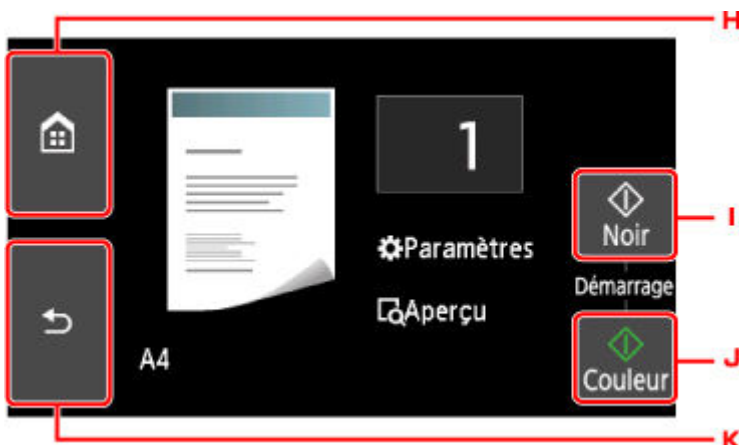 H
1
Noir
I
Paramètres
Démarrage
Aperçu
A4
Couleur
J
K